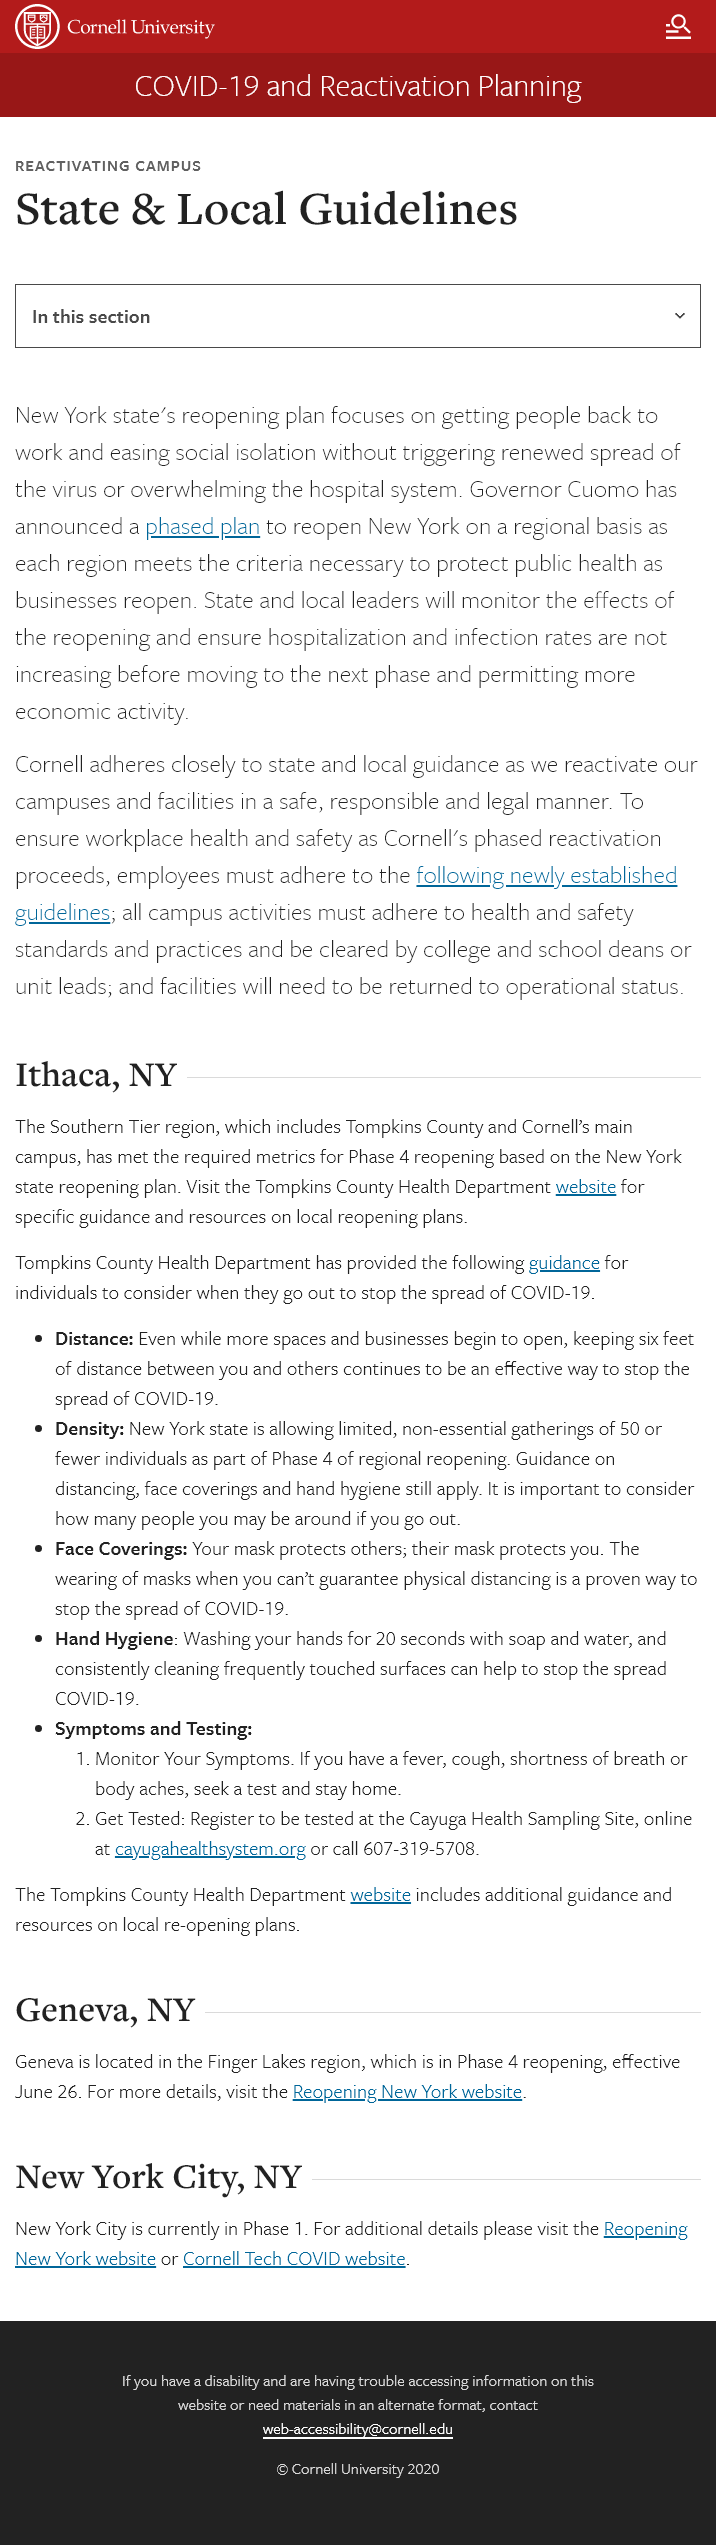 Cornell University
COVID-19 and Reactivation Planning
REACTIVATING CAMPUS
State & Local Guidelines
In this section
New York state's reopening plan focuses on getting people back to
work and easing social isolation without triggering renewed spread of
the virus or overwhelming the hospital system. Governor Cuomo has
announced a phased plan to reopen New York on a regional basis as
each region meets the criteria necessary to protect public health as
businesses reopen. State and local leaders will monitor the effects of
the reopening and ensure hospitalization and infection rates are not
increasing before moving to the next phase and permitting more
economic activity.
Cornell adheres closely to state and local guidance as we reactivate our
campuses and facilities in a safe, responsible and legal manner. To
ensure workplace health and safety as Cornell's phased reactivation
proceeds, employees must adhere to the following newly established
guidelines; all campus activities must adhere to health and safety
standards and practices and be cleared by college and school deans or
unit leads; and facilities will need to be returned to operational status.
Ithaca, NY
The Southern Tier region, which includes Tompkins County and Cornell's main
campus, has met the required metrics for Phase 4 reopening based on the New York
state reopening plan. Visit the Tompkins County Health Department website for
specific guidance and resources on local reopening plans.
Tompkins County Health Department has provided the following guidance for
individuals to consider when they go out to stop the spread of COVID-19.
• Distance: Even while more spaces and businesses begin to open, keeping six feet
of distance between you and others continues to be an effective way to stop the
spread of COVID-19.
• Density: New York state is allowing limited, non-essential gatherings of 50 or
fewer individuals as part of Phase 4 of regional reopening. Guidance on
distancing, face coverings and hand hygiene still apply. It is important to consider
how many people you may be around if you go out.
• Face Coverings: Your mask protects others; their mask protects you. The
wearing of masks when you can't guarantee physical distancing is a proven way to
stop the spread of COVID-19.
• Hand Hygiene: Washing your hands for 20 seconds with soap and water, and
consistently cleaning frequently touched surfaces can help to stop the spread
COVID-19.
• Symptoms and Testing:
1. Monitor Your Symptoms. If you have a fever, cough, shortness of breath or
body aches, seek a test and stay home.
2. Get Tested: Register to be tested at the Cayuga Health Sampling Site, online
at cayugahealthsystem.org or call 607-319-5708.
The Tompkins County Health Department website includes additional guidance and
resources on local re-opening plans.
Geneva, NY
Geneva is located in the Finger Lakes region, which is in Phase 4 reopening, effective
June 26. For more details, visit the Reopening New York website.
New York City, NY
New York City is currently in Phase 1. For additional details please visit the Reopening
New York website or Cornell Tech COVID website.
If you have a disability and are having trouble accessing information on this
website or need materials in an alternate format, contact
web-accessibility@cornell.edu
© Cornell University 2020